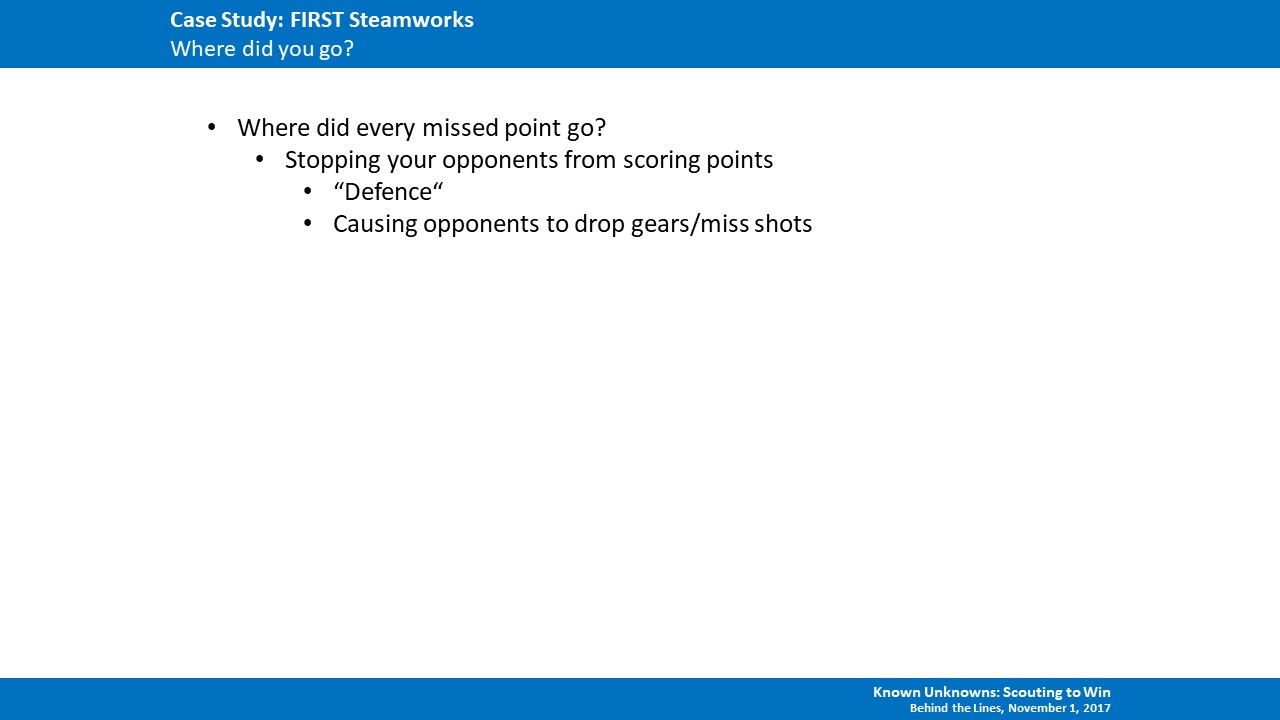 Case Study: FIRST Steamworks
Where did you go?
• Where did every missed point go?
• Stopping your opponents from scoring points
• “Defence“
• Causing opponents to drop gears/miss shots
Known Unknowns: Scouting to Win
Behind the Lines, November 1, 2017